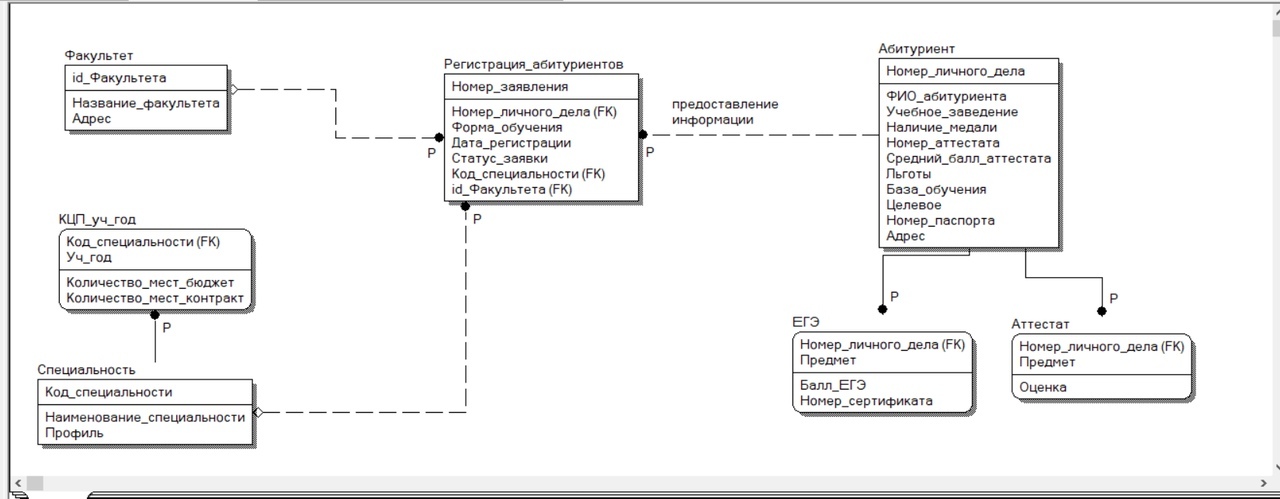 Факультет
id_Факультета
Название_факультета
Адрес
Регистрация_абитуриентов
Номер_заявления
Номер_личного_дела (FK)
Форма_обучения
Дата_регистрации
Статус_заявки
Код_специальности (FK)
id_Факультета (FK)
P
P
P
предоставление
информации
Абитуриент
Номер_личного_дела
ФИО_абитуриента
Учебное_заведение
Наличие_медали
Номер_аттестата
Средний_балл_аттестата
Льготы
База_обучения
Целевое
Номер_паспорта
Адрес
КЦП_уч_год
Код_специальности (FK)
Уч_год
Количество_мест_бюджет
Количество_мест_контракт
P
Специальность
Код_специальности
Наименование_специальности
Профиль
P
ЕГЭ
Номер_личного_дела (FK)
Предмет
Балл_ЕГЭ
Номер_сертификата
P
Аттестат
Номер_личного_дела (FK)
Предмет
Оценка